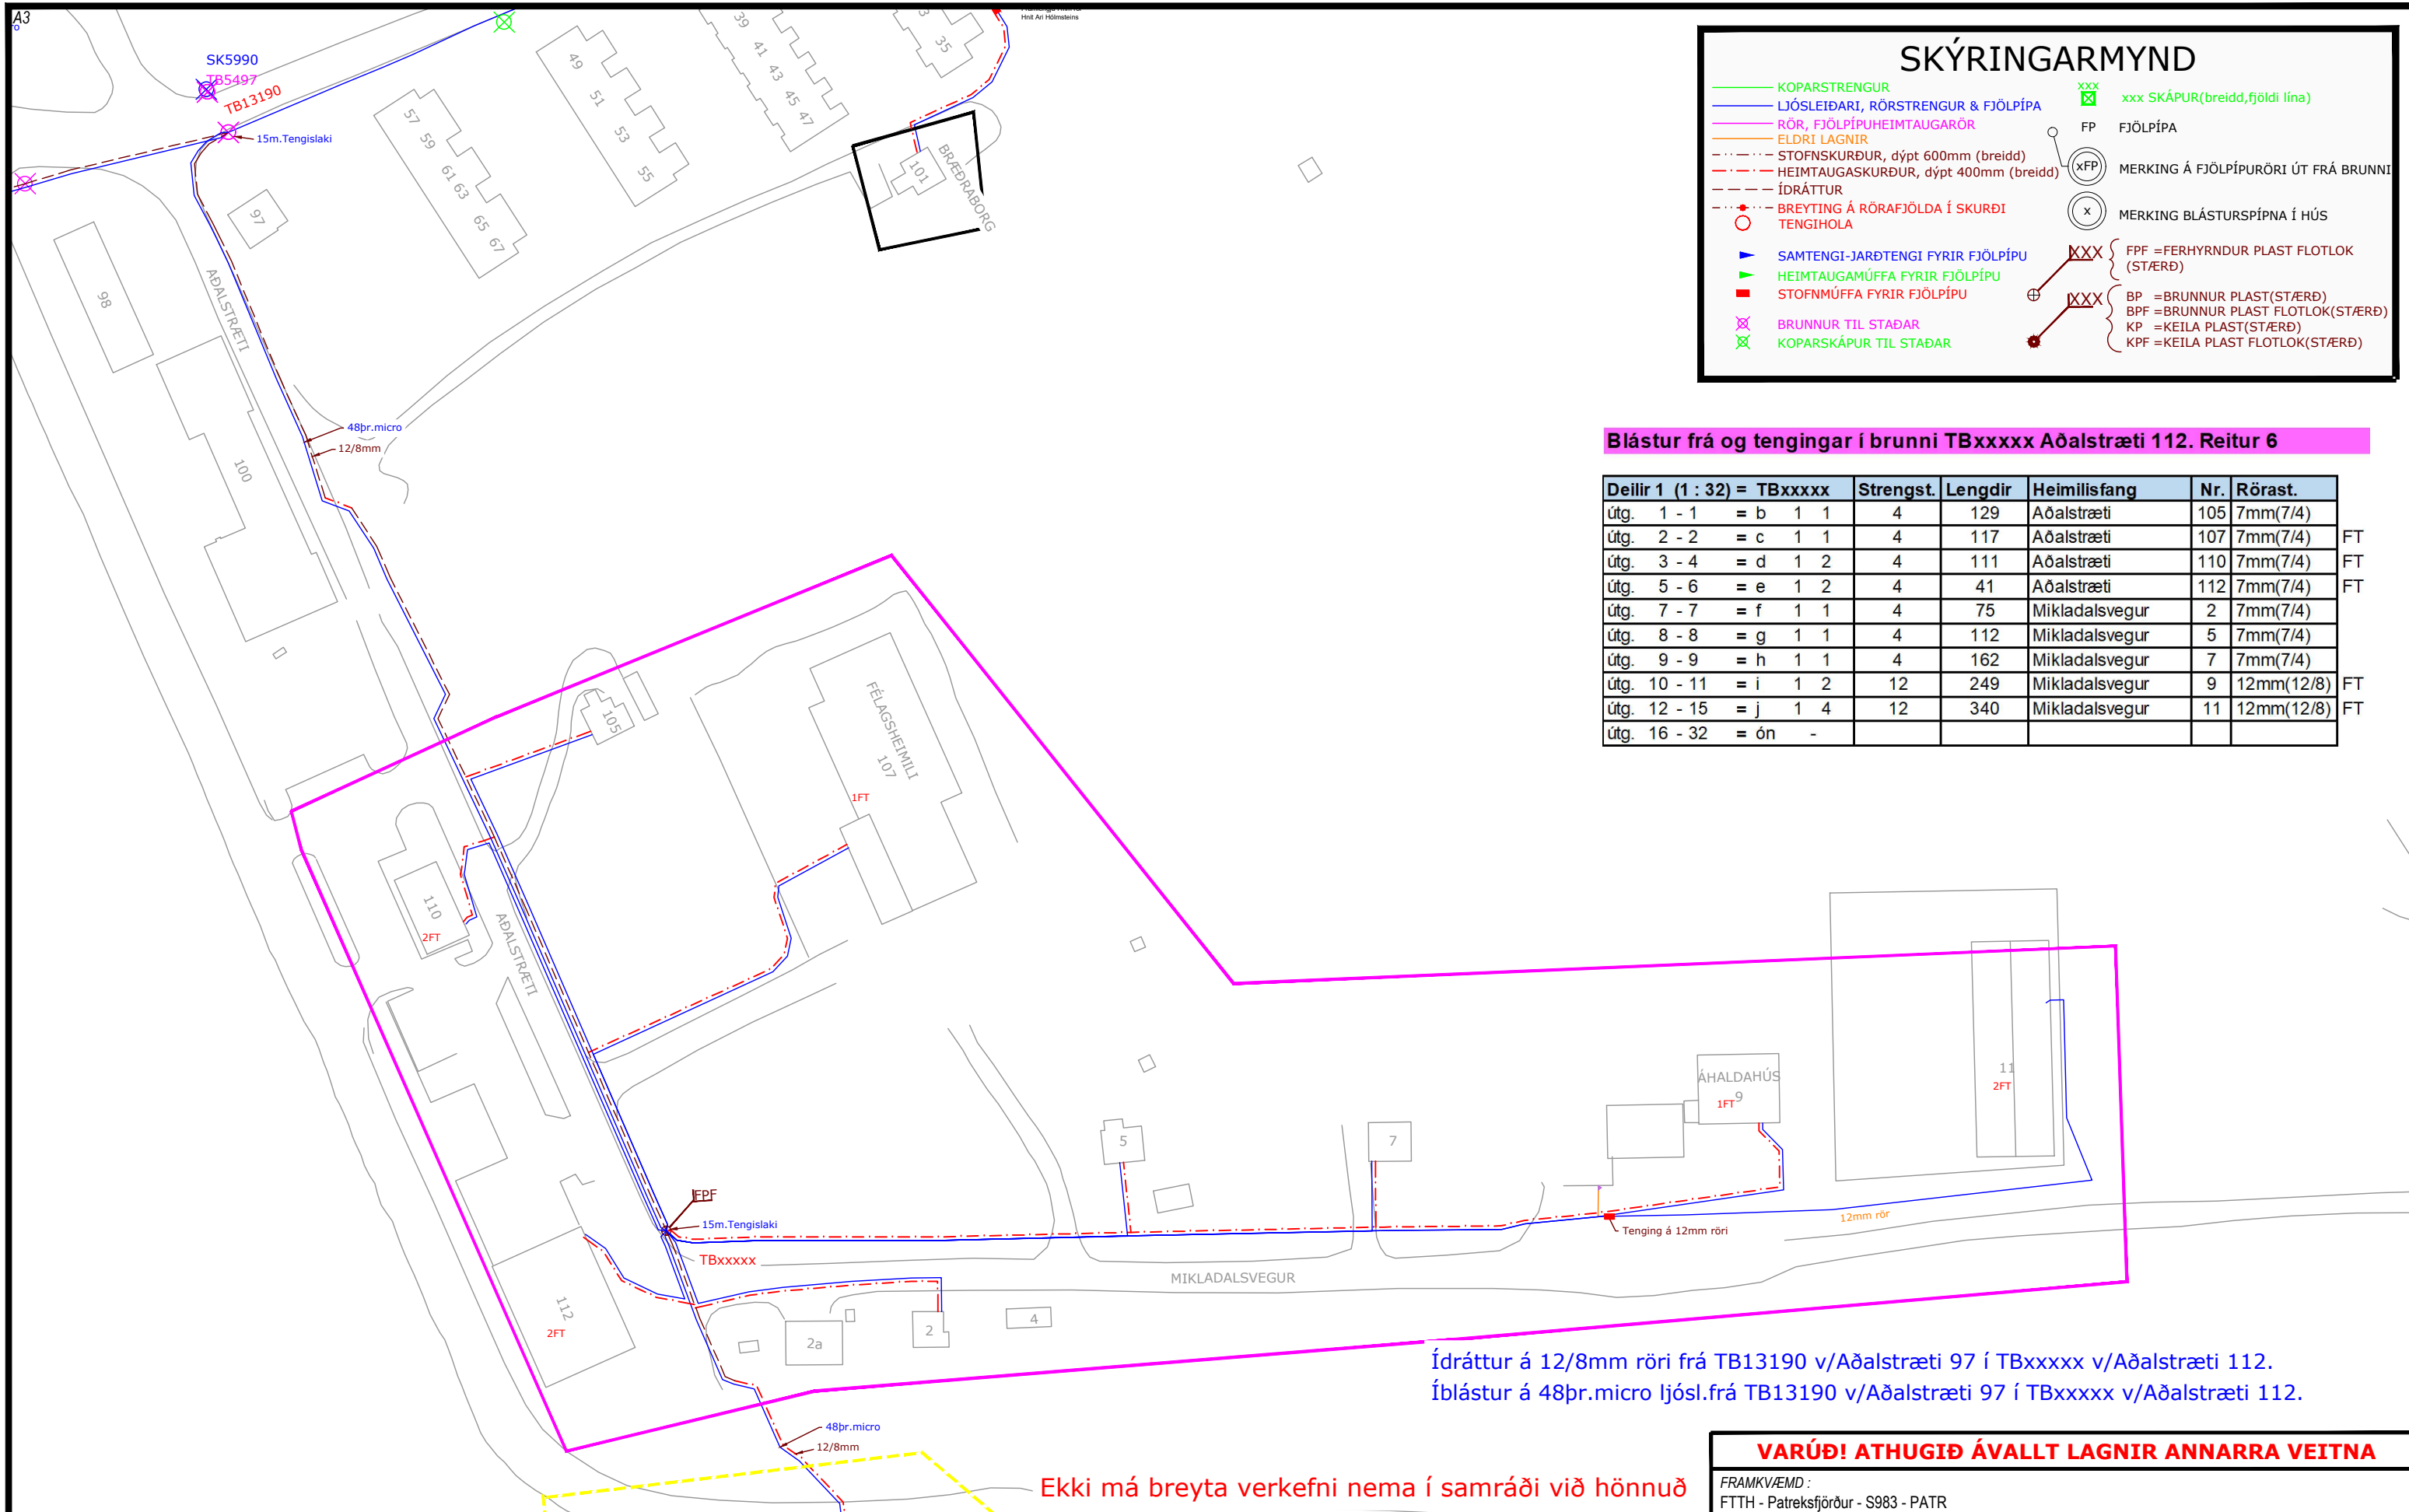 A3
SK5990
TB5497
TB13190
15m.Tengislaki
Hnit Ari Hólmsteins
39
41
43
45
47
35
49
51
53
55
57
59
61
63
65
67
97
98
100
101
BRÆÐRABORG
AÐALSTRÆTI
48þr.micro
12/8mm
SKÝRINGARMYND
KOPARSTRENGUR
LJÓSLEIÐARI, RÖRSTRENGUR & FJÖLPÍPA
RÖR, FJÖLPÍPUHEIMTAUGARÖR
ELDRI LAGNIR
STOFNSKURÐUR, dýpt 600mm (breidd)
HEIMTAUGASKURÐUR, dýpt 400mm (breidd)
ÍDRÁTTUR
BREYTING Á RÖRAFJÖLDA Í SKURÐI
TENGIHOLA
SAMTENGI-JARÐTENGI FYRIR FJÖLPÍPU
HEIMTAUGAMÚFFA FYRIR FJÖLPÍPU
STOFNMÚFFA FYRIR FJÖLPÍPU
BRUNNUR TIL STAÐAR
KOPARSKÁPUR TIL STAÐAR
xxx
xxx SKÁPUR(breidd,fjöldi lína)
FP FJÖLPÍPA
xFP MERKING Á FJÖLPÍPURÖRI ÚT FRÁ BRUNNI
x MERKING BLÁSTURSPÍPNA Í HÚS
XXX FPF =FERHYRNDUR PLAST FLOTLOK
(STÆRÐ)
XXX BP =BRUNNUR PLAST(STÆRÐ)
BPF =BRUNNUR PLAST FLOTLOK(STÆRÐ)
KP =KEILA PLAST(STÆRÐ)
KPF =KEILA PLAST FLOTLOK(STÆRÐ)
Blástur frá og tengingar í brunni TBxxxxx Aðalstræti 112. Reitur 6
Deilir 1 (1 : 32) = TBxxxxx Strengst. Lengdir Heimilisfang Nr. Rörast.
útg. 1 - 1 = b 1 1 4 129 Aðalstræti 105 7mm(7/4)
útg. 2 - 2 = c 1 1 4 117 Aðalstræti 107 7mm(7/4) FT
útg. 3 - 4 = d 1 2 4 111 Aðalstræti 110 7mm(7/4) FT
útg. 5 - 6 = e 1 2 4 41 Aðalstræti 112 7mm(7/4) FT
útg. 7 - 7 = f 1 1 4 75 Mikladalsvegur 2 7mm(7/4)
útg. 8 - 8 = g 1 1 4 112 Mikladalsvegur 5 7mm(7/4)
útg. 9 - 9 = h 1 1 4 162 Mikladalsvegur 7 7mm(7/4)
útg. 10 - 11 = i 1 2 12 249 Mikladalsvegur 9 12mm(12/8) FT
útg. 12 - 15 = j 1 4 12 340 Mikladalsvegur 11 12mm(12/8) FT
útg. 16 - 32 = ón -
105
FÉLAGSHEIMILI
107
1FT
110
2FT
AÐALSTRÆTI
FPF
15m.Tengislaki
TBxxxxx
112
2FT
2a
2
4
5
7
ÁHALDAHÚS
9
1FT
11
2FT
12mm rör
Tenging á 12mm röri
MIKLADALSVEGUR
48þr.micro
12/8mm
Ídráttur á 12/8mm röri frá TB13190 v/Aðalstræti 97 í TBxxxxx v/Aðalstræti 112.
Íblástur á 48þr.micro ljósl.frá TB13190 v/Aðalstræti 97 í TBxxxxx v/Aðalstræti 112.
Ekki má breyta verkefni nema í samráði við hönnuð
VARÚÐ! ATHUGIÐ ÁVALLT LAGNIR ANNARRA VEITNA
FRAMKVÆMD :
FTTH - Patreksfjörður - S983 - PATR